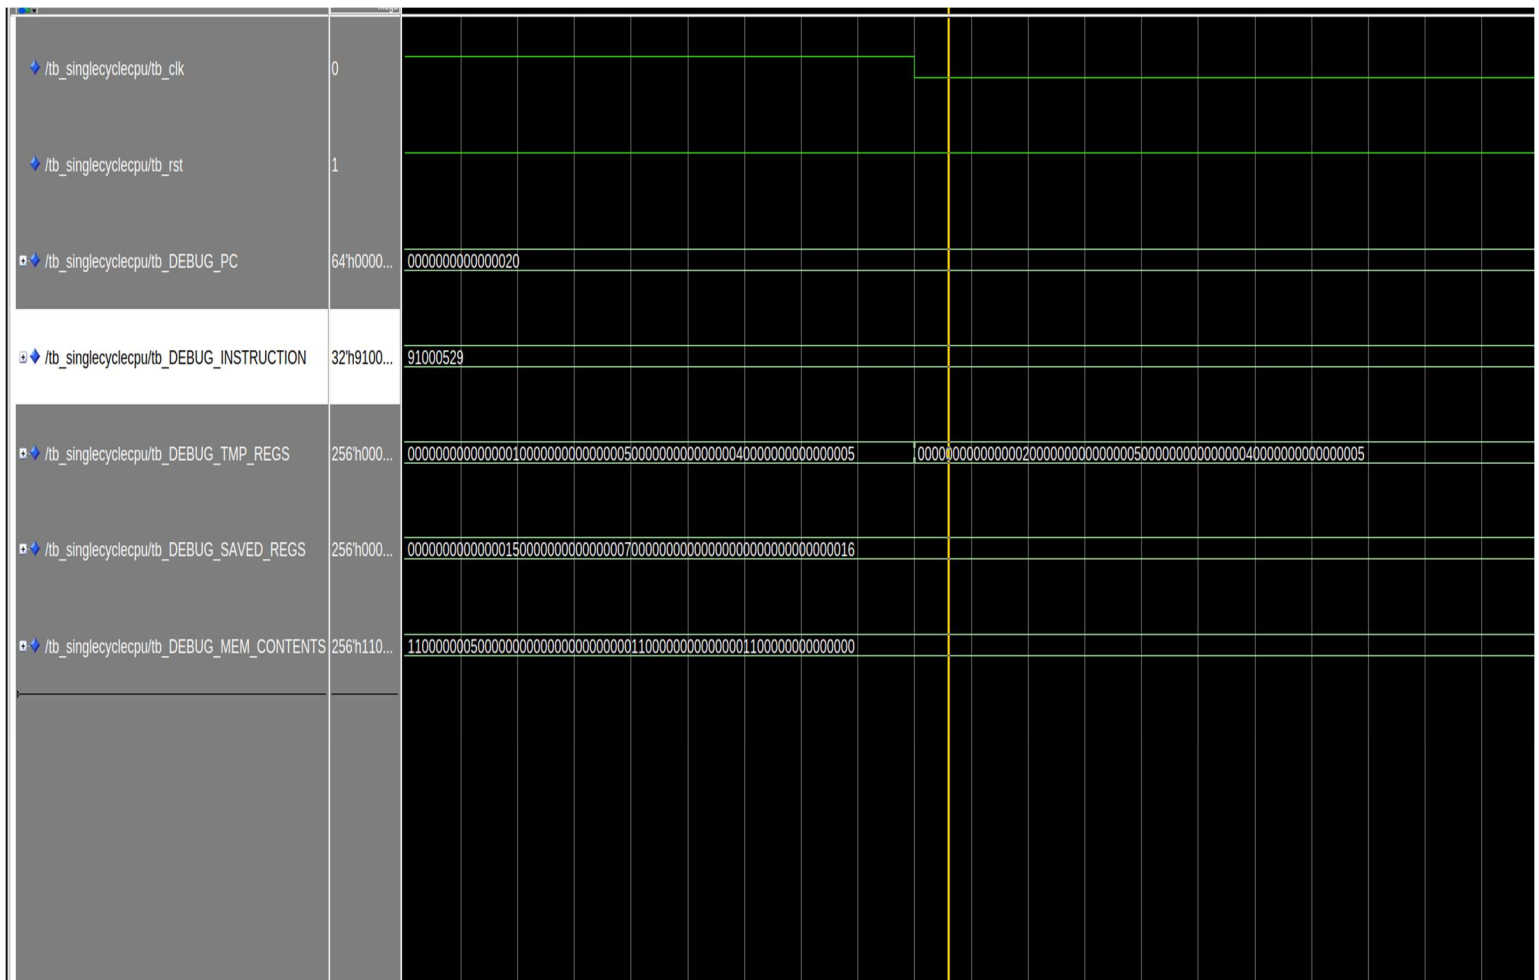 /tb_singlecyclecpu/tb_clk 0
/tb_singlecyclecpu/tb_rst 1
/tb_singlecyclecpu/tb_DEBUG_PC 64'h0000... 0000000000000020
/tb_singlecyclecpu/tb_DEBUG_INSTRUCTION 32'h9100... 91000529
/tb_singlecyclecpu/tb_DEBUG_TMP_REGS 256'h000... 0000000000000001000000000000000500000000000000040000000000000005 0000000000000002000000000000000500000000000000040000000000000005
/tb_singlecyclecpu/tb_DEBUG_SAVED_REGS 256'h000... 0000000000000015000000000000000700000000000000000000000000000016
/tb_singlecyclecpu/tb_DEBUG_MEM_CONTENTS 256'h110... 1100000005000000000000000000000011000000000000001100000000000000